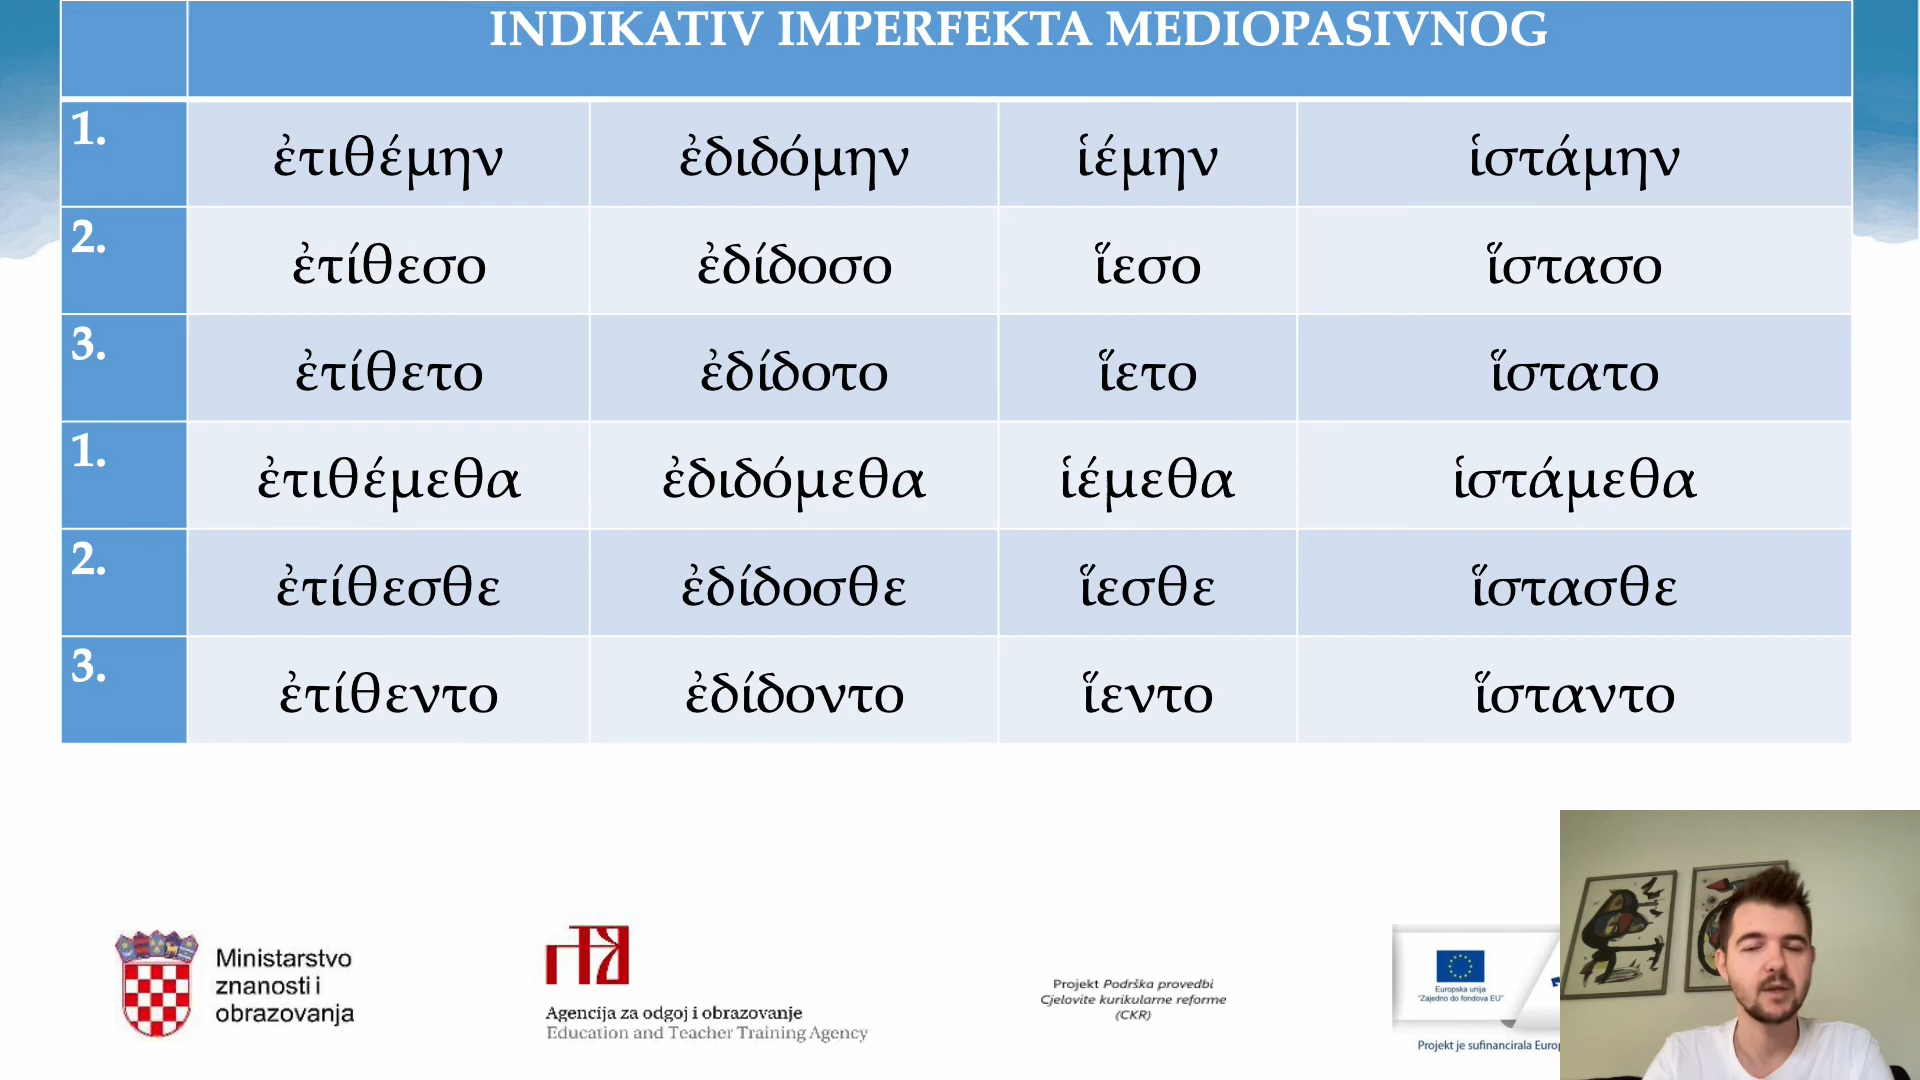 INDIKATIV IMPERFEKTA MEDIOPASIVNOG
1. ἐτιθέμην ἐδιδόμην ἱέμην ἱστάμην
2. ἐτίθεσο ἐδίδοσο ἵεσο ἵστασο
3. ἐτίθετο ἐδίδοτο ἵετο ἵστατο
1. ἐτιθέμεθα ἐδιδόμεθα ἱέμεθα ἱστάμεθα
2. ἐτίθεσθε ἐδίδοσθε ἵεσθε ἵστασθε
3. ἐτίθεντο ἐδίδοντο ἵεντο ἵσταντο
Ministarstvo
znanosti i
obrazovanja
Agencija za odgoj i obrazovanje
Education and Teacher Training Agency
Projekt Podrška provedbi
Cjelovite kurikularne reforme
(CKR)
Europska unija
"Zajedno do fondova EU"
Projekt je sufinancirala